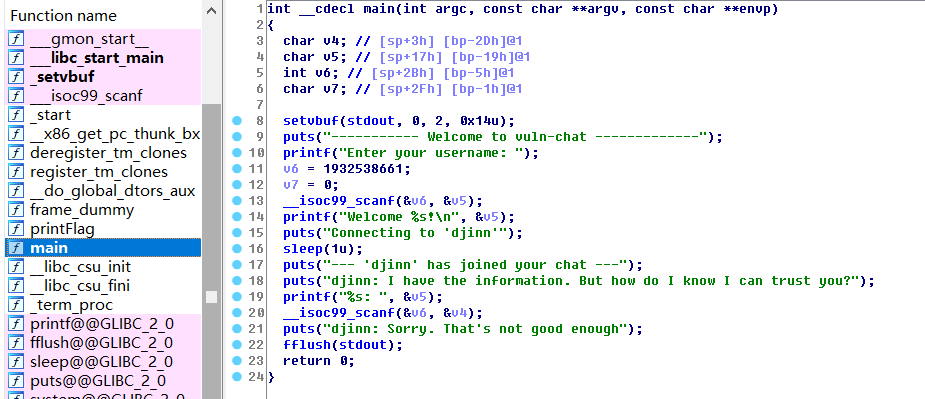 Function name
___gmon_start__
___libc_start_main
_setvbuf
___isoc99_scanf
_start
__x86_get_pc_thunk_bx
deregister_tm_clones
register_tm_clones
__do_global_dtors_aux
frame_dummy
printFlag
main
__libc_csu_init
__libc_csu_fini
_term_proc
printf@@GLIBC_2_0
fflush@@GLIBC_2_0
sleep@@GLIBC_2_0
puts@@GLIBC_2_0
system@@GLIBC_2_0
1 int __cdecl main(int argc, const char **argv, const char **envp)
2 {
3 char v4; // [sp+3h] [bp-2Dh]@1
4 char v5; // [sp+17h] [bp-19h]@1
5 int v6; // [sp+2Bh] [bp-5h]@1
6 char v7; // [sp+2Fh] [bp-1h]@1
7
8 setvbuf(stdout, 0, 2, 0x14u);
9 puts("----------- Welcome to vuln-chat -------------");
10 printf("Enter your username: ");
11 v6 = 1932538661;
12 v7 = 0;
13 __isoc99_scanf(&v6, &v5);
14 printf("Welcome %s!\n", &v5);
15 puts("Connecting to 'djinn'");
16 sleep(1u);
17 puts("--- 'djinn' has joined your chat ---");
18 puts("djinn: I have the information. But how do I know I can trust you?");
19 printf("%s: ", &v5);
20 __isoc99_scanf(&v6, &v4);
21 puts("djinn: Sorry. That's not good enough");
22 fflush(stdout);
23 return 0;
24 }